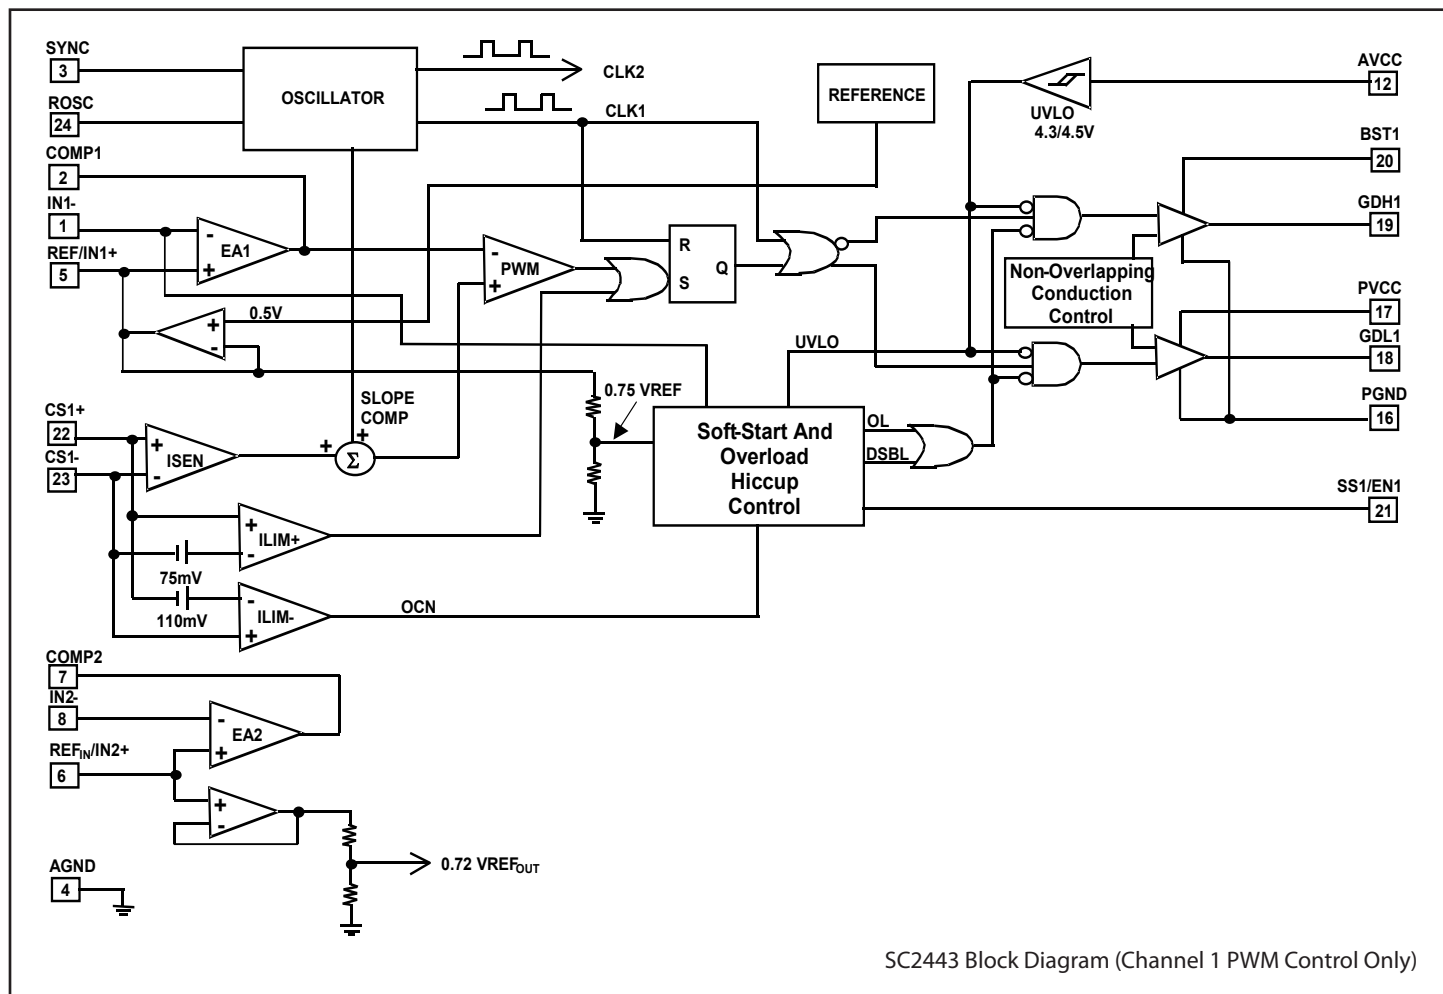 SYNC
3
ROSC
24
COMP1
2
IN1-
1
REF/IN1+
5
OSCILLATOR
CLK2
CLK1
REFERENCE
UVLO
4.3/4.5V
AVCC
12
BST1
20
GDH1
19
PVCC
17
GDL1
18
PGND
16
-
EA1
+
-
PWM
+
R
Q
S
Non-Overlapping
Conduction
Control
0.5V
+
-
UVLO
SLOPE
COMP
0.75 VREF
CS1+
22
CS1-
23
+
ISEN
-
+
+
Σ
Soft-Start And
Overload
Hiccup
Control
OL
DSBL
SS1/EN1
21
+
ILIM+
-
75mV
-
110mV
ILIM-
+
OCN
COMP2
7
IN2-
8
-
EA2
+
REFIN/IN2+
6
+
-
0.72 VREFOUT
AGND
4
SC2443 Block Diagram (Channel 1 PWM Control Only)